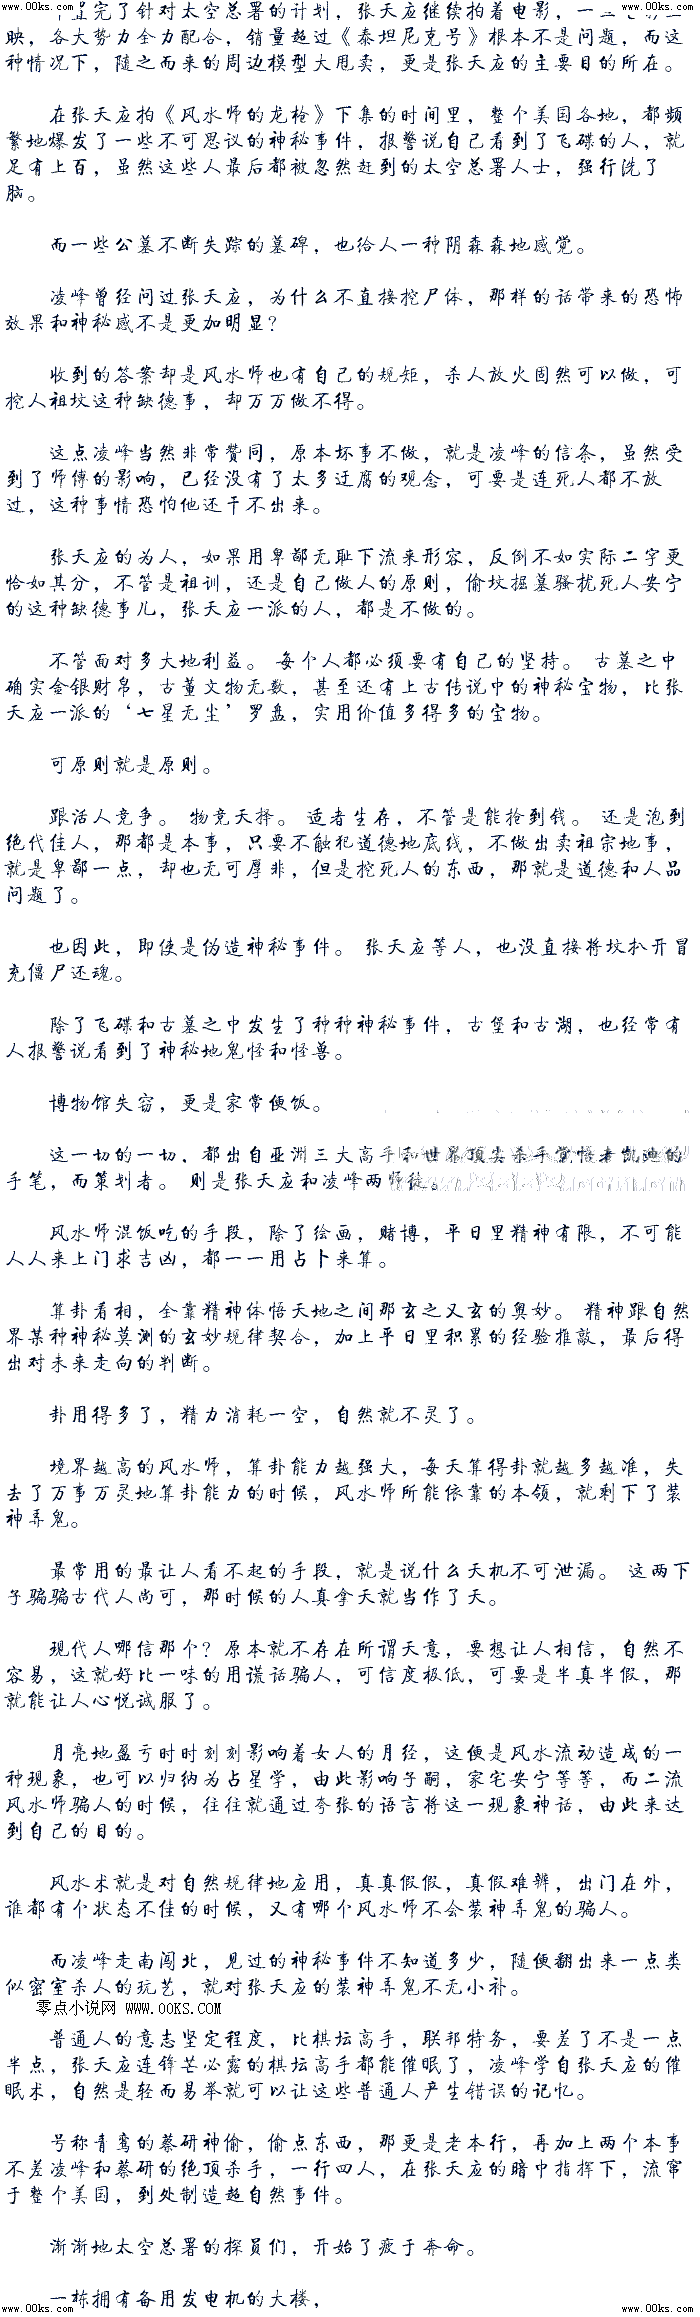 www.00ks.com www.00ks.com
完了针对太空总署的计划，张天应继续拍着电影，一
映，各大势力全力配合，销量超过《泰坦尼克号》根本不是问题，而这
种情况下，随之而来的周边模型大甩卖，更是张天应的主要目的所在。
在张天应拍《风水师的龙枪》下集的时间里，整个美国各地，都频
繁地爆发了一些不可思议的神秘事件，报警说自己看到了飞碟的人，就
足有上百，虽然这些人最后都被忽然赶到的太空总署人士，强行洗了
脑。
而一些公墓不断失踪的墓碑，也给人一种阴森森地感觉。
凌峰曾经问过张天应，为什么不直接挖尸体，那样的话带来的恐怖
效果和神秘感不是更加明显？
收到的答案却是风水师也有自己的规矩，杀人放火固然可以做，可
挖人祖坟这种缺德事，却万万做不得。
这点凌峰当然非常赞同，原本坏事不做，就是凌峰的信条，虽然受
到了师傅的影响，已经没有了太多迂腐的观念，可要是连死人都不放
过，这种事情恐怕他还干不出来。
张天应的为人，如果用卑鄙无耻下流来形容，反倒不如实际二字更
恰如其分，不管是祖训，还是自己做人的原则，偷坟掘墓骚扰死人安宁
的这种缺德事儿，张天应一派的人，都是不做的。
不管面对多大地利益。 每个人都必须要有自己的坚持。 古墓之中
确实金银财帛，古董文物无数，甚至还有上古传说中的神秘宝物，比张
天应一派的‘七星无尘’罗盘，实用价值多得多的宝物。
可原则就是原则。
跟活人竞争。 物竞天择。 适者生存，不管是能抢到钱。 还是泡到
绝代佳人，那都是本事，只要不触犯道德地底线，不做出卖祖宗地事，
就是卑鄙一点，却也无可厚非，但是挖死人的东西，那就是道德和人品
问题了。
也因此，即使是伪造神秘事件。 张天应等人，也没直接将坟扒开冒
充僵尸还魂。
除了飞碟和古墓之中发生了种种神秘事件，古堡和古湖，也经常有
人报警说看到了神秘地鬼怪和怪兽。
博物馆失窃，更是家常便饭。
这一切的一切，都出自亚洲三大高手和世界顶尖杀手觉悟者凯迪的
手笔，而策划者。 则是张天应和凌峰两师徒。
风水师混饭吃的手段，除了绘画，赌博，平日里精神有限，不可能
人人来上门求吉凶，都一一用占卜来算。
算卦看相，全靠精神体悟天地之间那玄之又玄的奥妙。 精神跟自然
界某种神秘莫测的玄妙规律契合，加上平日里积累的经验推敲，最后得
出对未来走向的判断。
卦用得多了，精力消耗一空，自然就不灵了。
境界越高的风水师，算卦能力越强大，每天算得卦就越多越准，失
去了万事万灵地算卦能力的时候，风水师所能依靠的本领，就剩下了装
神弄鬼。
最常用的最让人看不起的手段，就是说什么天机不可泄漏。 这两下
子骗骗古代人尚可，那时候的人真拿天就当作了天。
现代人哪信那个？原本就不存在所谓天意，要想让人相信，自然不
容易，这就好比一味的用谎话骗人，可信度极低，可要是半真半假，那
就能让人心悦诚服了。
月亮地盈亏时时刻刻影响着女人的月经，这便是风水流动造成的一
种现象，也可以归纳为占星学，由此影响子嗣，家宅安宁等等，而二流
风水师骗人的时候，往往就通过夸张的语言将这一现象神话，由此来达
到自己的目的。
风水术就是对自然规律地应用，真真假假，真假难辨，出门在外，
谁都有个状态不佳的时候，又有哪个风水师不会装神弄鬼的骗人。
而凌峰走南闯北，见过的神秘事件不知道多少，随便翻出来一点类
似密室杀人的玩艺，就对张天应的装神弄鬼不无小补。
零点小说网 www.00KS.COM
普通人的意志坚定程度，比棋坛高手，联邦特务，要差了不是一点
半点，张天应连锋芒必露的棋坛高手都能催眠了，凌峰学自张天应的催
眠术，自然是轻而易举就可以让这些普通人产生错误的记忆。
号称青鸾的蔡研神偷，偷点东西，那更是老本行，再加上两个本事
不差凌峰和蔡研的绝顶杀手，一行四人，在张天应的暗中指挥下，流窜
于整个美国，到处制造超自然事件。
渐渐地太空总署的探员们，开始了疲于奔命。
一栋拥有备用发电机的大楼，
www.00ks.com www.00ks.com